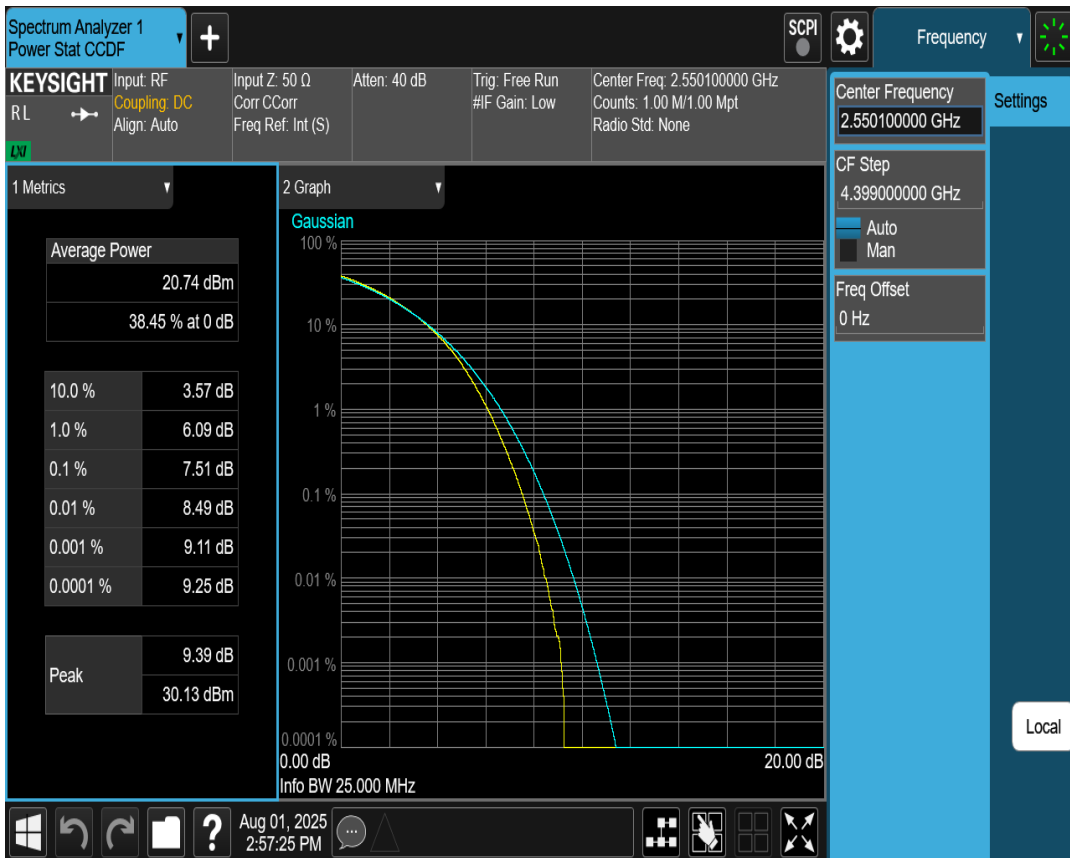 Spectrum Analyzer 1
Power Stat CCDF
+
SCPI
Frequency
KEYSIGHT
RL
LXI
Input: RF
Coupling: DC
Align: Auto
Input Z: 50 Ω
Corr CCorr
Freq Ref: Int (S)
Atten: 40 dB
Trig: Free Run
#IF Gain: Low
Center Freq: 2.550100000 GHz
Counts: 1.00 M/1.00 Mpt
Radio Std: None
Center Frequency
2.550100000 GHz
Settings
CF Step
4.399000000 GHz
Auto
Man
Freq Offset
0 Hz
Local
1 Metrics
Average Power
20.74 dBm
38.45 % at 0 dB
10.0 % 3.57 dB
1.0 % 6.09 dB
0.1 % 7.51 dB
0.01 % 8.49 dB
0.001 % 9.11 dB
0.0001 % 9.25 dB
Peak
9.39 dB
30.13 dBm
2 Graph
Gaussian
100 %
10 %
1 %
0.1 %
0.01 %
0.001 %
0.0001 %
0.00 dB 20.00 dB
Info BW 25.000 MHz
?
Aug 01, 2025
2:57:25 PM